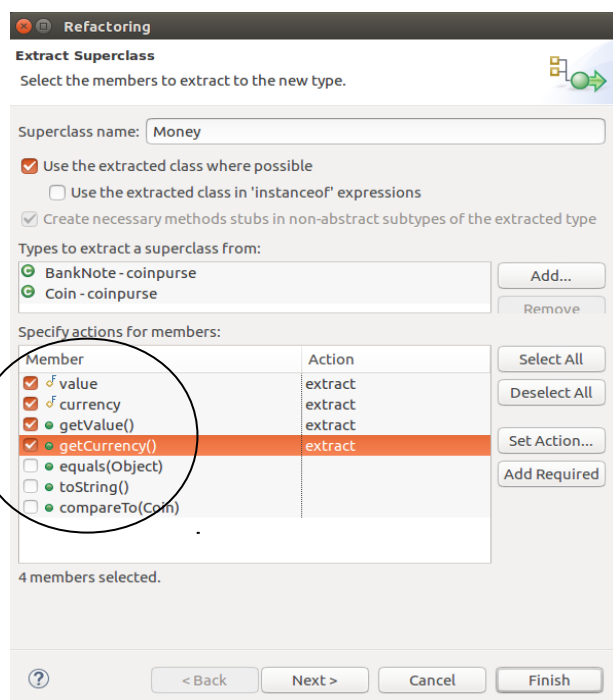 Refactoring
Extract Superclass
Select the members to extract to the new type.
Superclass name: Money
Use the extracted class where possible
Use the extracted class in 'instanceof' expressions
Create necessary methods stubs in non-abstract subtypes of the extracted type
Types to extract a superclass from:
BankNote - coinpurse
Coin - coinpurse
Add...
Remove
Specify actions for members:
Member Action
value extract
currency extract
getValue() extract
getCurrency() extract
equals(Object)
toString()
compareTo(Coin)
Select All
Deselect All
Set Action...
Add Required
4 members selected.
< Back Next > Cancel Finish